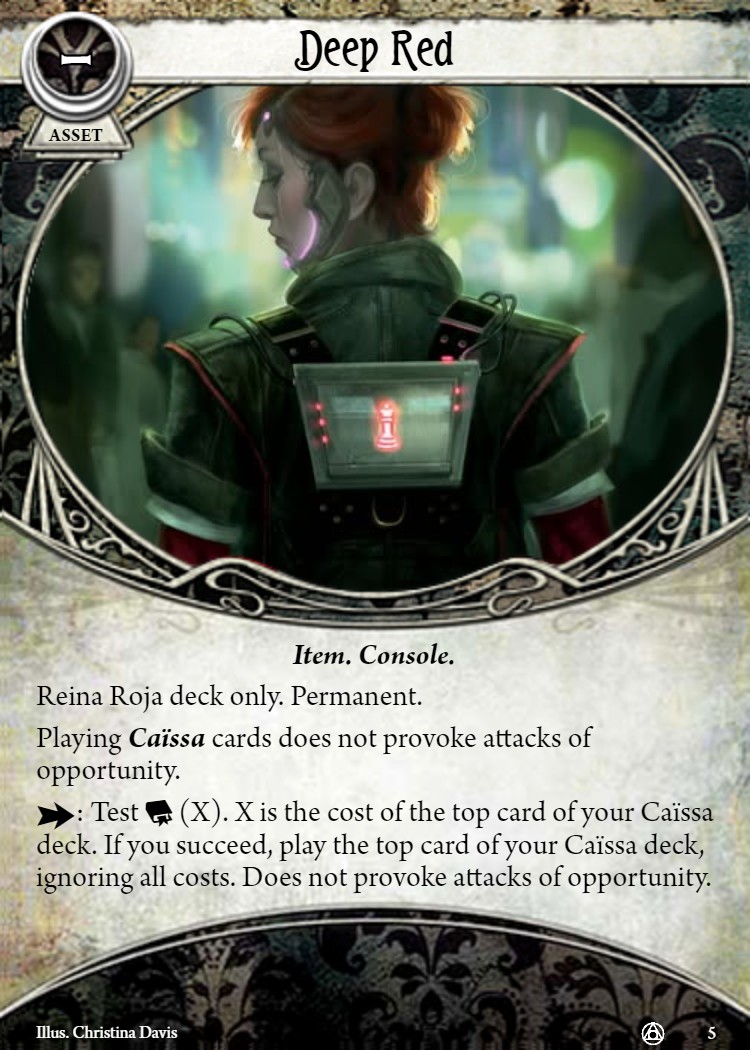 Deep Red
–
ASSET
Item. Console.
Reina Roja deck only. Permanent.
Playing Caïssa cards does not provoke attacks of
opportunity.
: Test (X). X is the cost of the top card of your Caïssa
deck. If you succeed, play the top card of your Caïssa deck,
ignoring all costs. Does not provoke attacks of opportunity.
Illus. Christina Davis
5